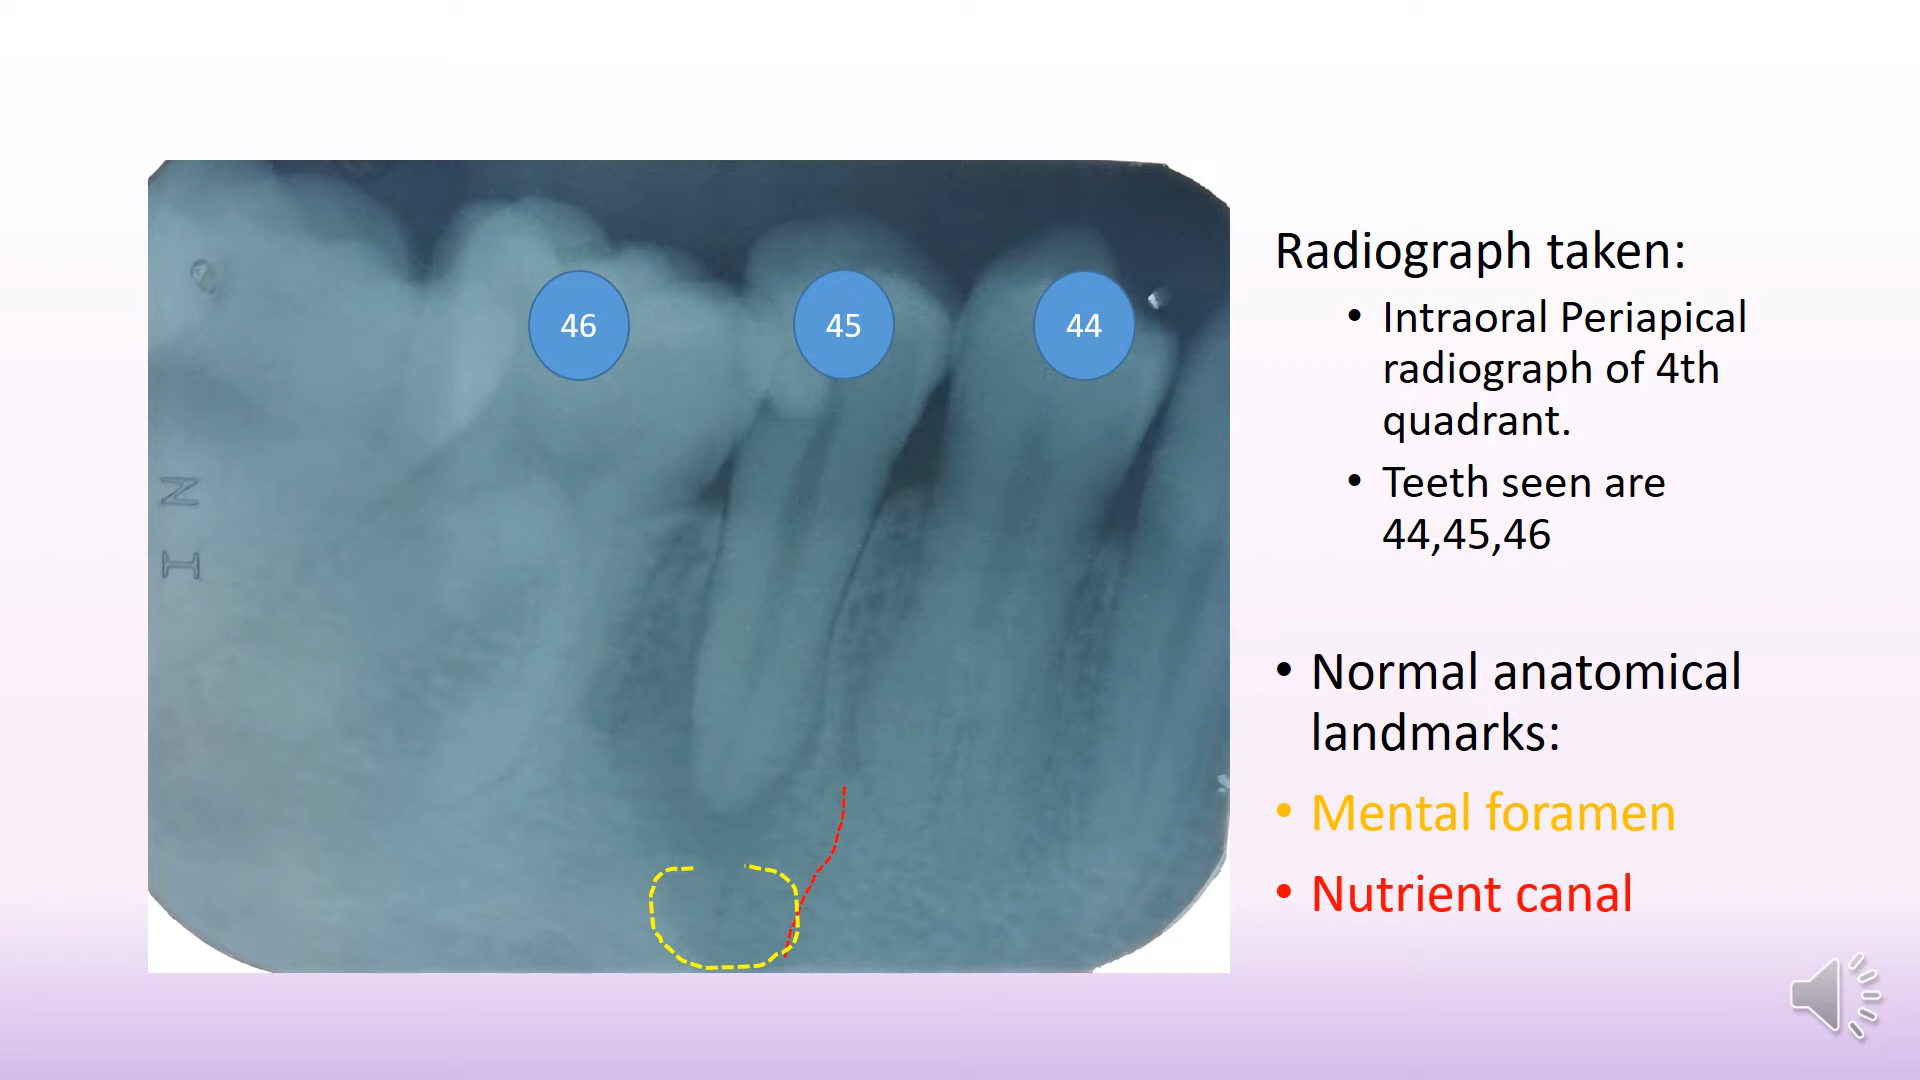 46
45
44
N
I
Radiograph taken:
• Intraoral Periapical
radiograph of 4th
quadrant.
• Teeth seen are
44,45,46
• Normal anatomical
landmarks:
• Mental foramen
• Nutrient canal